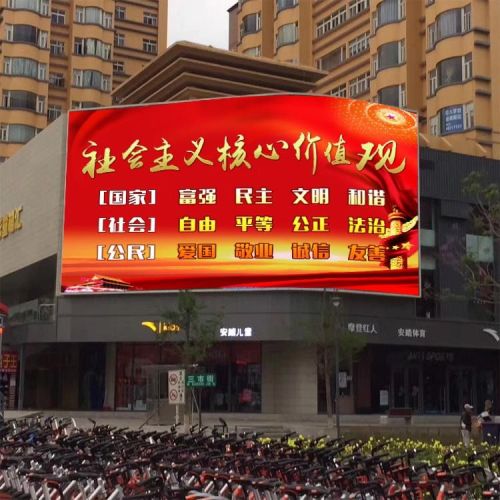 社会主义核心价值观
[国家] 富强 民主 文明 和谐
[社会] 自由 平等 公正 法治
[公民] 爱国 敬业 诚信 友善
安踏儿童
摩登红人
安踏体育